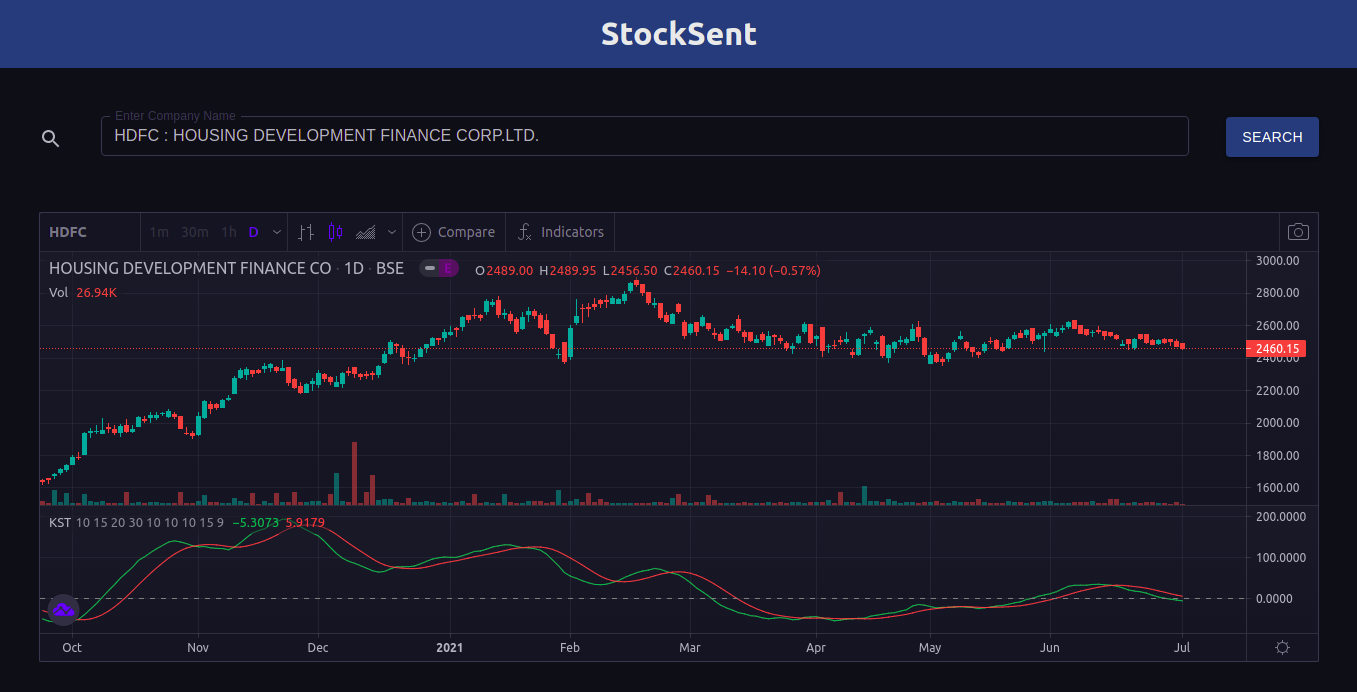 StockSent
Enter Company Name
HDFC : HOUSING DEVELOPMENT FINANCE CORP.LTD.
SEARCH
HDFC 1m 30m 1h D Compare Indicators
HOUSING DEVELOPMENT FINANCE CO · 1D · BSE E O2489.00 H2489.95 L2456.50 C2460.15 −14.10 (−0.57%)
Vol 26.94K
3000.00
2800.00
2600.00
2460.15
2400.00
2200.00
2000.00
1800.00
1600.00
KST 10 15 20 30 10 10 10 15 9 −5.3073 5.9179
200.0000
100.0000
0.0000
Oct Nov Dec 2021 Feb Mar Apr May Jun Jul